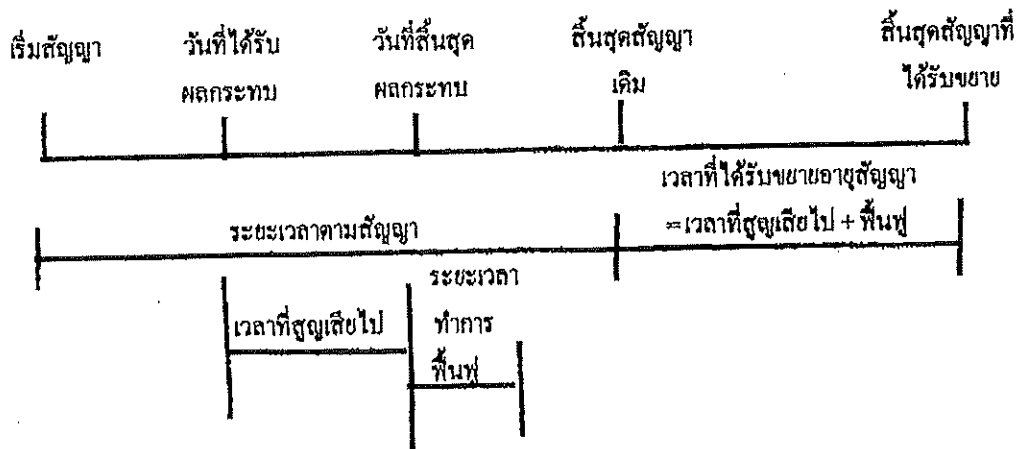 เริ่มสัญญา
วันที่ได้รับ
ผลกระทบ
วันที่สิ้นสุด
ผลกระทบ
สิ้นสุดสัญญา
เดิม
สิ้นสุดสัญญาที่
ได้รับขยาย
ระยะเวลาตามสัญญา
เวลาที่ได้รับขยายอายุสัญญา
=เวลาที่สูญเสียไป + ฟื้นฟู
เวลาที่สูญเสียไป
ระยะเวลา
ทำการ
ฟื้นฟู